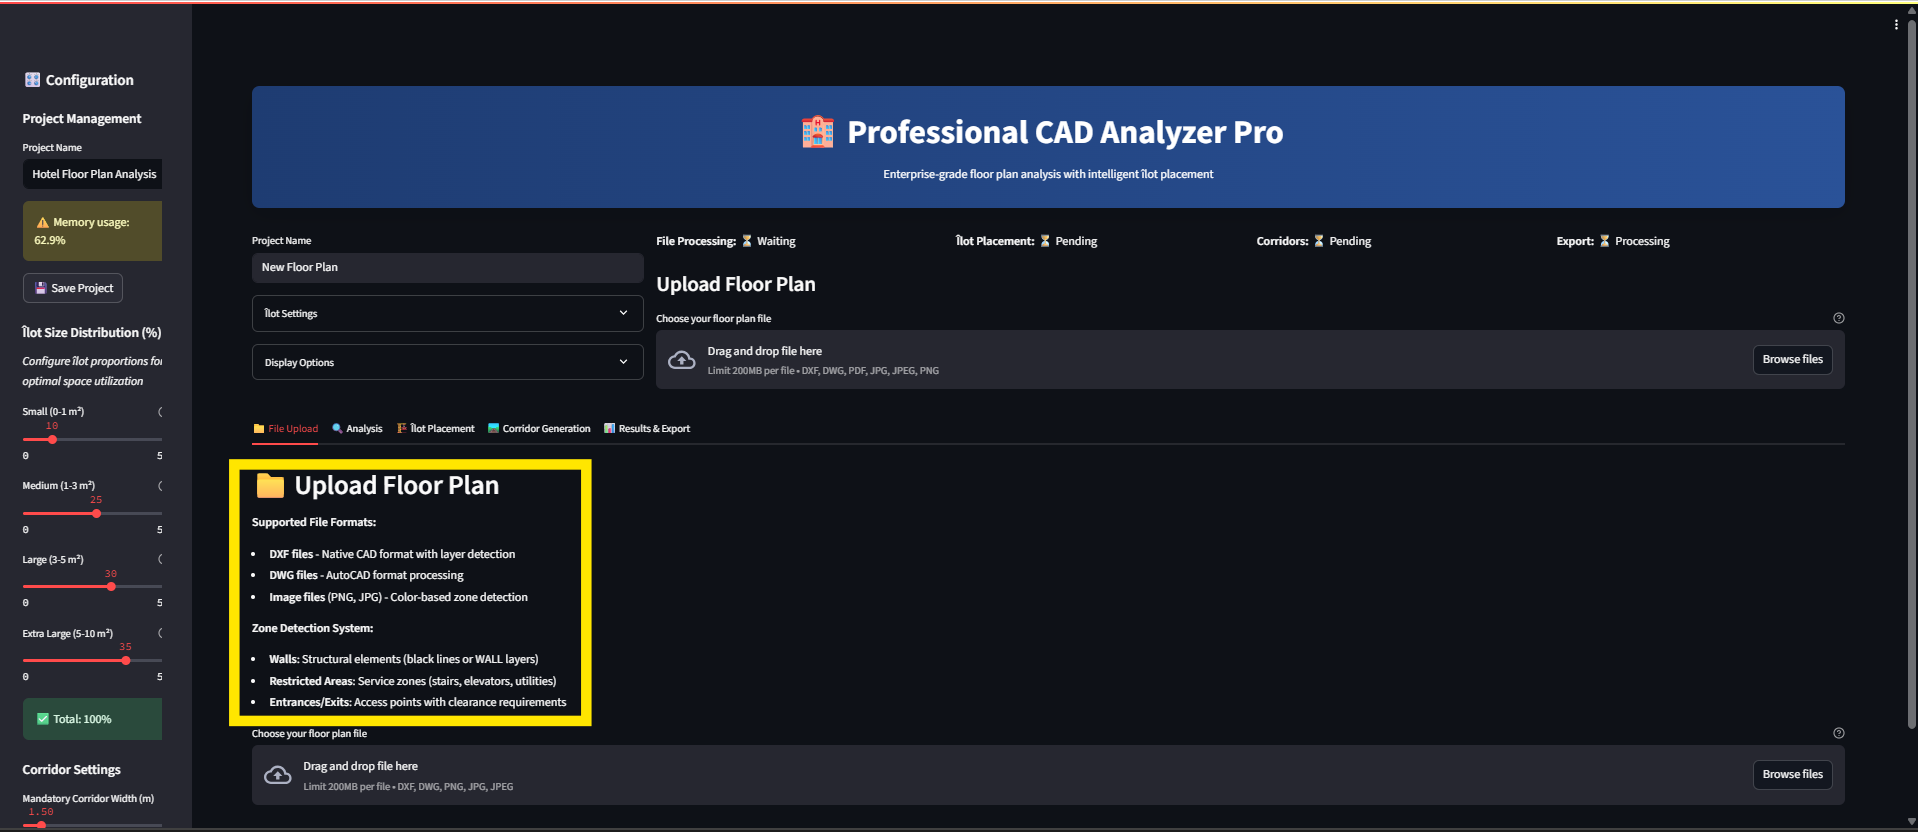 Configuration
Project Management
Project Name
Hotel Floor Plan Analysis
Memory usage:
62.9%
Save Project
Îlot Size Distribution (%)
Configure îlot proportions for
optimal space utilization
Small (0-1 m²)
10
0 5
Medium (1-3 m²)
25
0 5
Large (3-5 m²)
30
0 5
Extra Large (5-10 m²)
35
0 5
Total: 100%
Corridor Settings
Mandatory Corridor Width (m)
1.50
Professional CAD Analyzer Pro
Enterprise-grade floor plan analysis with intelligent îlot placement
Project Name
New Floor Plan
Îlot Settings
Display Options
File Processing: Waiting
Îlot Placement: Pending
Corridors: Pending
Export: Processing
Upload Floor Plan
Choose your floor plan file
Drag and drop file here
Limit 200MB per file • DXF, DWG, PDF, JPG, JPEG, PNG
Browse files
File Upload Analysis Îlot Placement Corridor Generation Results & Export
Upload Floor Plan
Supported File Formats:
• DXF files - Native CAD format with layer detection
• DWG files - AutoCAD format processing
• Image files (PNG, JPG) - Color-based zone detection
Zone Detection System:
• Walls: Structural elements (black lines or WALL layers)
• Restricted Areas: Service zones (stairs, elevators, utilities)
• Entrances/Exits: Access points with clearance requirements
Choose your floor plan file
Drag and drop file here
Limit 200MB per file • DXF, DWG, PNG, JPG, JPEG
Browse files